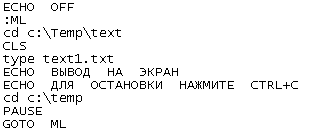 ECHO OFF
:ML
cd c:\Temp\text
CLS
type text1.txt
ECHO ВЫВОД НА ЭКРАН
ECHO ДЛЯ ОСТАНОВКИ НАЖМИТЕ CTRL+C
cd c:\temp
PAUSE
GOTO ML